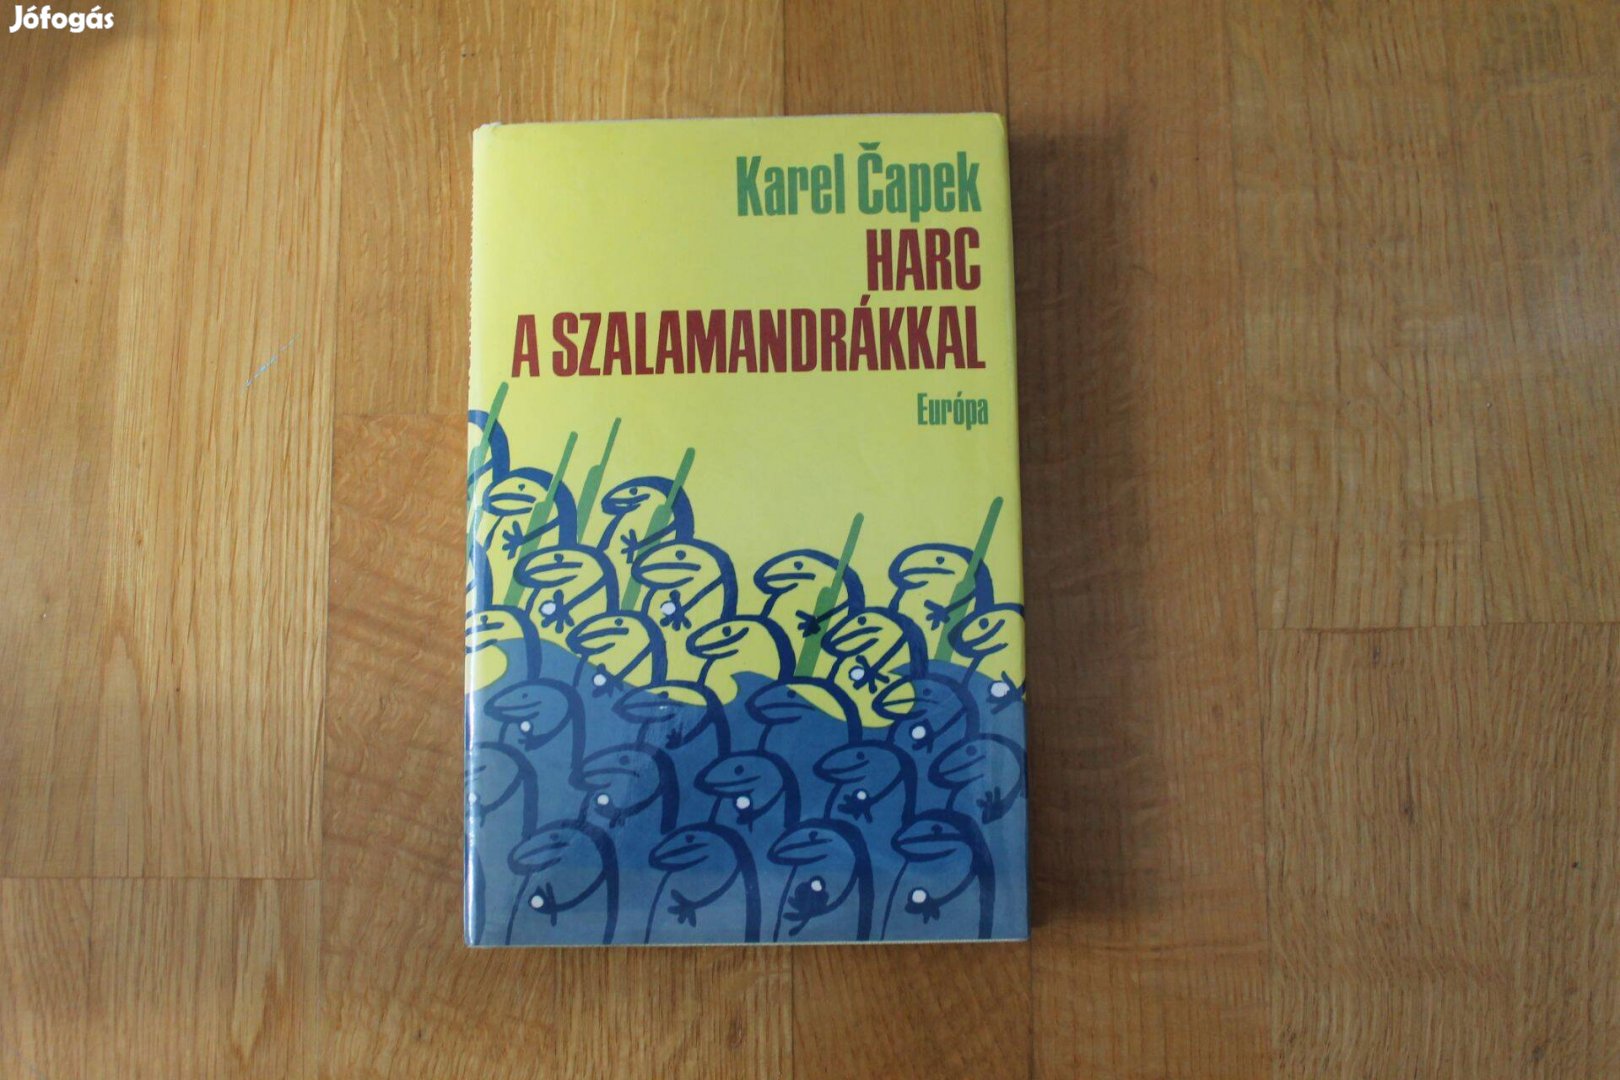 Jófogás
Karel Čapek
HARC
A SZALAMANDRÁKKAL
Európa